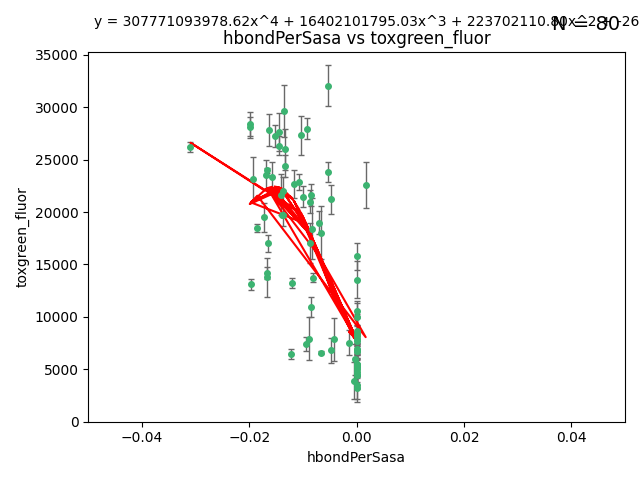 y = 307771093978.62x^4 + 16402101795.03x^3 + 223702110.80x^2 + -26
N = 80
hbondPerSasa vs toxgreen_fluor
35000
30000
25000
20000
15000
10000
5000
0
toxgreen_fluor
−0.04 −0.02 0.00 0.02 0.04
hbondPerSasa